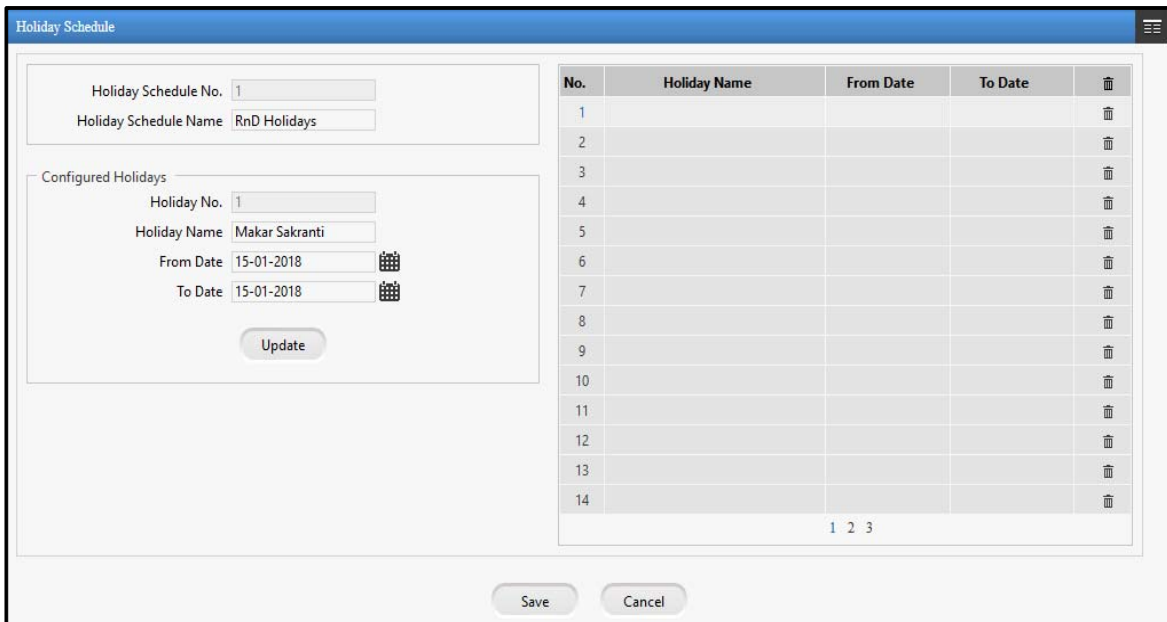 Holiday Schedule
Holiday Schedule No. 1
Holiday Schedule Name RnD Holidays
Configured Holidays
Holiday No. 1
Holiday Name Makar Sakranti
From Date 15-01-2018
To Date 15-01-2018
Update
No. Holiday Name From Date To Date
1
2
3
4
5
6
7
8
9
10
11
12
13
14
1 2 3
Save Cancel